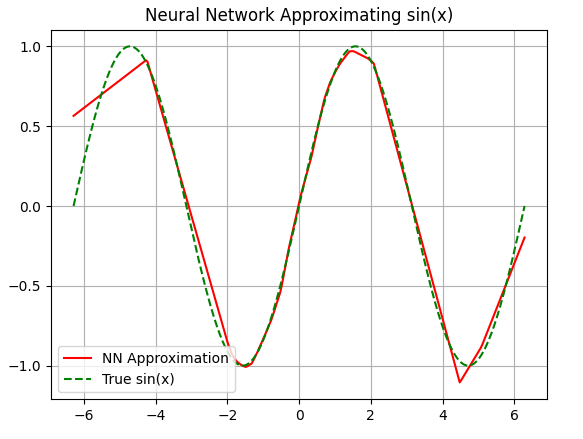 Neural Network Approximating sin(x)
1.0
0.5
0.0
−0.5
−1.0
NN Approximation
True sin(x)
−6 −4 −2 0 2 4 6